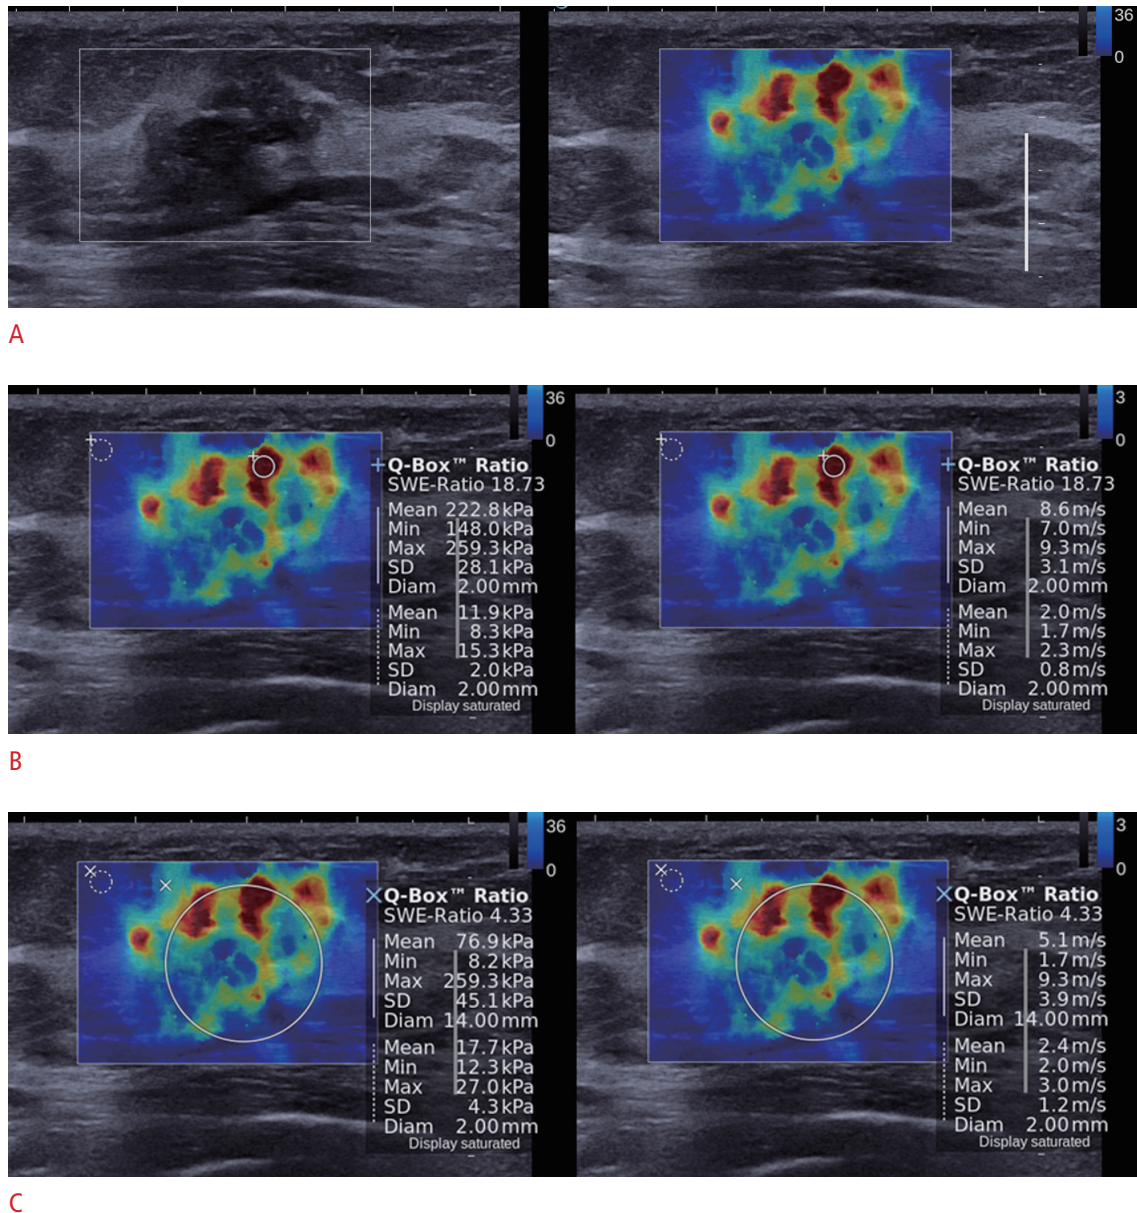 36
0
A
36
0
Q-Box™ Ratio
SWE-Ratio 18.73
Mean 222.8 kPa
Min 148.0 kPa
Max 259.3 kPa
SD 28.1 kPa
Diam 2.00 mm
Mean 11.9 kPa
Min 8.3 kPa
Max 15.3 kPa
SD 2.0 kPa
Diam 2.00 mm
Display saturated
3
0
Q-Box™ Ratio
SWE-Ratio 18.73
Mean 8.6 m/s
Min 7.0 m/s
Max 9.3 m/s
SD 3.1 m/s
Diam 2.00 mm
Mean 2.0 m/s
Min 1.7 m/s
Max 2.3 m/s
SD 0.8 m/s
Diam 2.00 mm
Display saturated
B
36
0
Q-Box™ Ratio
SWE-Ratio 4.33
Mean 76.9 kPa
Min 8.2 kPa
Max 259.3 kPa
SD 45.1 kPa
Diam 14.00 mm
Mean 17.7 kPa
Min 12.3 kPa
Max 27.0 kPa
SD 4.3 kPa
Diam 2.00 mm
Display saturated
3
0
Q-Box™ Ratio
SWE-Ratio 4.33
Mean 5.1 m/s
Min 1.7 m/s
Max 9.3 m/s
SD 3.9 m/s
Diam 14.00 mm
Mean 2.4 m/s
Min 2.0 m/s
Max 3.0 m/s
SD 1.2 m/s
Diam 2.00 mm
Display saturated
C